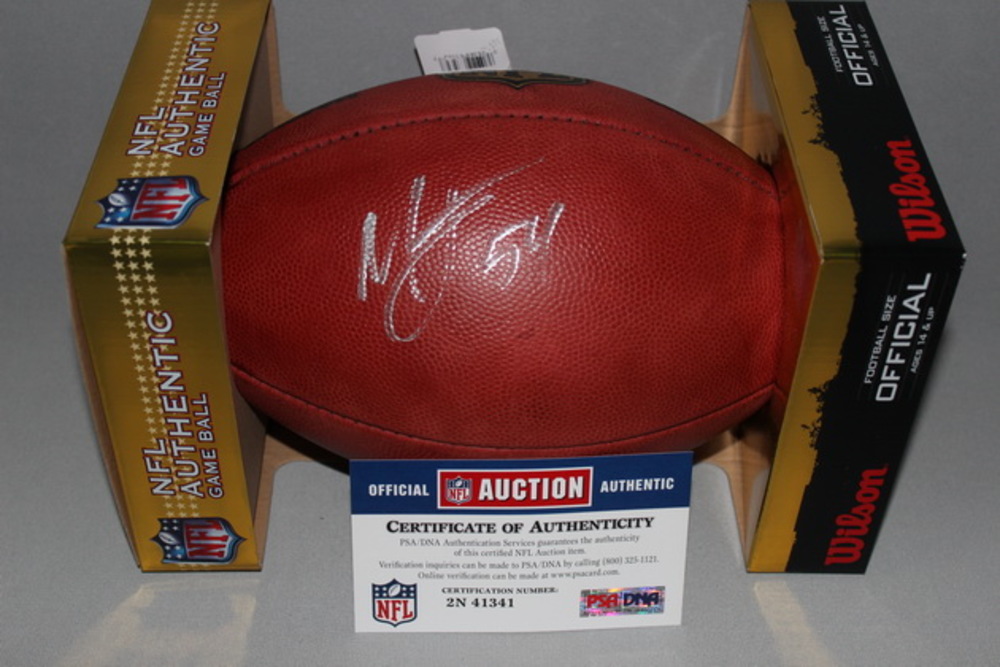 NFL
AUTHENTIC
GAME BALL
NFL
NFL
AUTHENTIC
GAME BALL
NFL
54
FOOTBALL SIZE
OFFICIAL
AGES 14 & UP
Wilson
FOOTBALL SIZE
OFFICIAL
AGES 14 & UP
Wilson
OFFICIAL NFL AUCTION AUTHENTIC
CERTIFICATE OF AUTHENTICITY
PSA/DNA Authentication Services guarantees the authenticity
of this certified NFL Auction item.
Verification inquiries can be made to PSA/DNA by calling (800) 325-1121.
Online verification can be made at www.psacard.com.
NFL
CERTIFICATION NUMBER:
2N 41341
PSA DNA